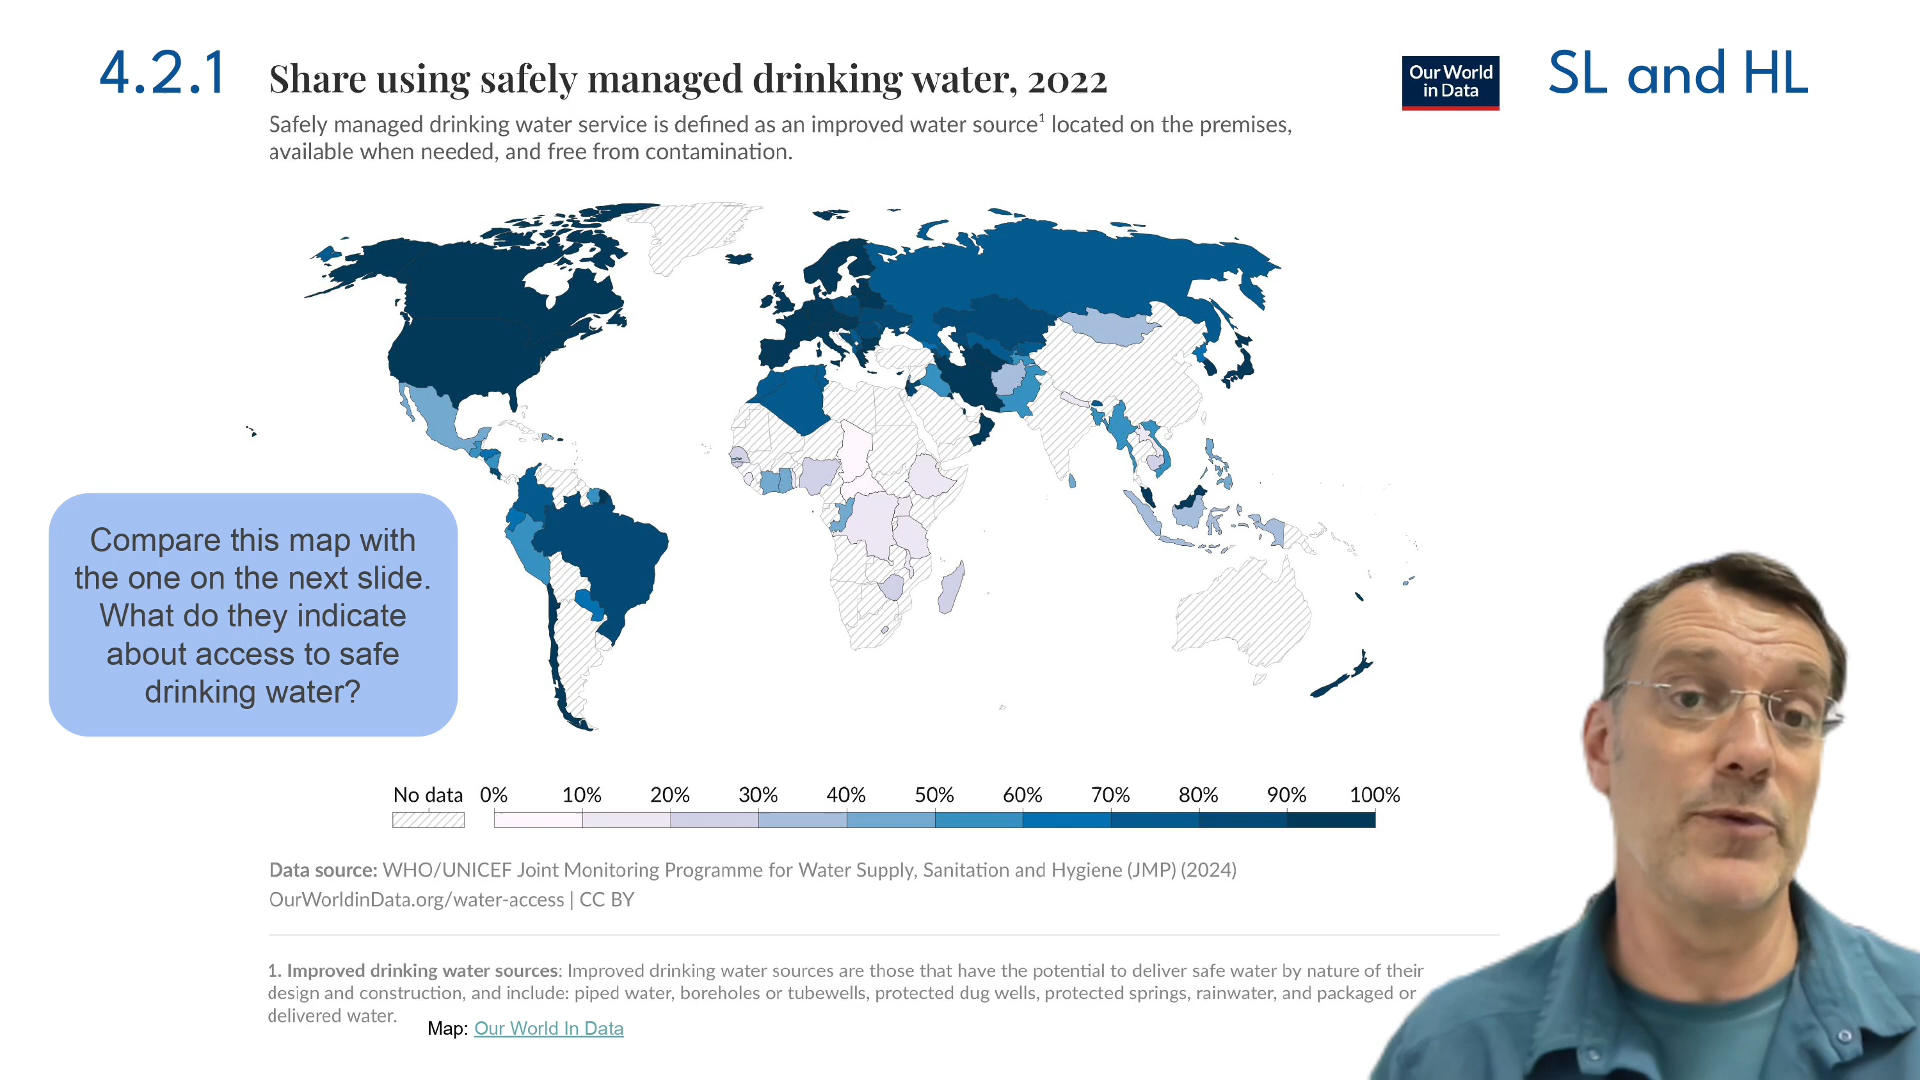 4.2.1
Share using safely managed drinking water, 2022
Our World
in Data
SL and HL
Safely managed drinking water service is defined as an improved water source¹ located on the premises,
available when needed, and free from contamination.
Compare this map with
the one on the next slide.
What do they indicate
about access to safe
drinking water?
No data 0% 10% 20% 30% 40% 50% 60% 70% 80% 90% 100%
Data source: WHO/UNICEF Joint Monitoring Programme for Water Supply, Sanitation and Hygiene (JMP) (2024)
OurWorldinData.org/water-access | CC BY
1. Improved drinking water sources: Improved drinking water sources are those that have the potential to deliver safe water by nature of their
design and construction, and include: piped water, boreholes or tubewells, protected dug wells, protected springs, rainwater, and packaged or
delivered water.
Map: Our World In Data